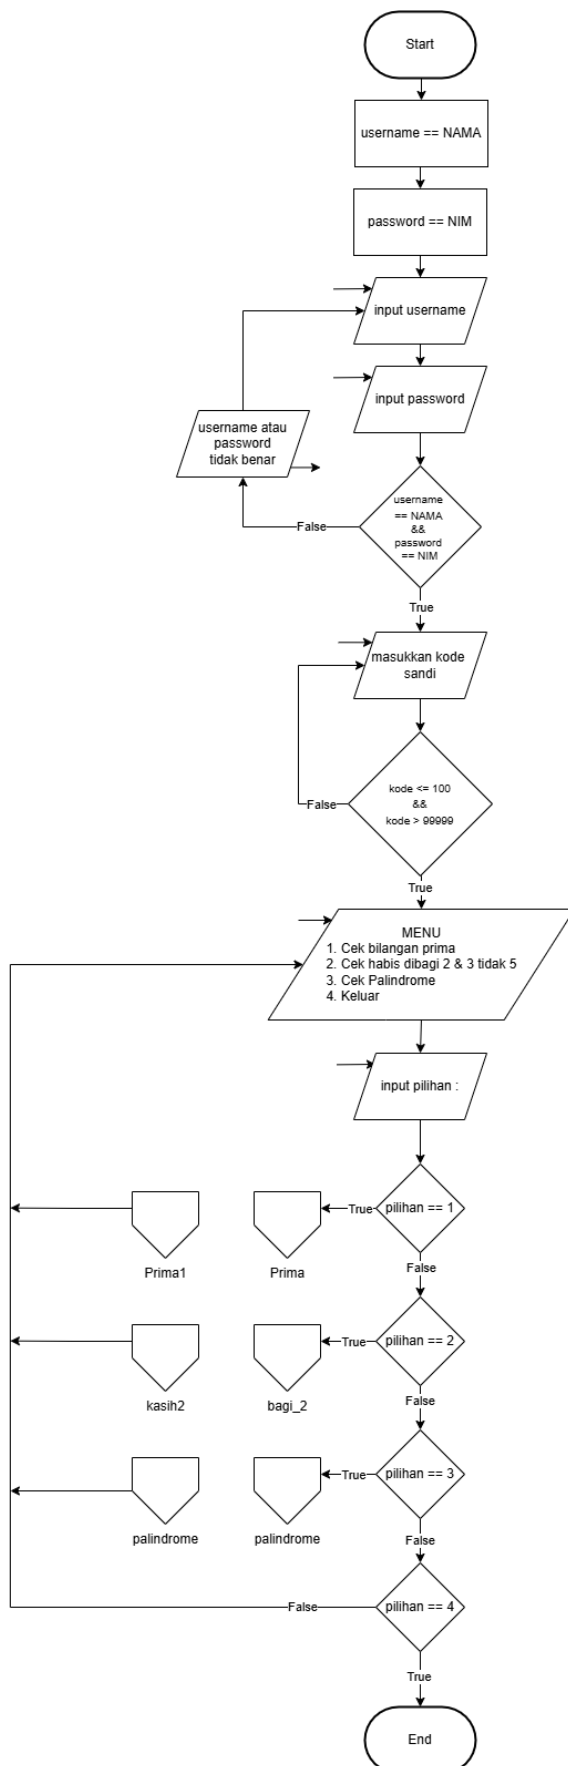 Start
username == NAMA
password == NIM
input username
input password
username atau
password
tidak benar
username
== NAMA
&&
password
== NIM
False
True
masukkan kode
sandi
kode <= 100
&&
kode > 99999
False
True
MENU
1. Cek bilangan prima
2. Cek habis dibagi 2 & 3 tidak 5
3. Cek Palindrome
4. Keluar
input pilihan :
pilihan == 1
True
Prima1
Prima
False
pilihan == 2
True
kasih2
bagi_2
False
pilihan == 3
True
palindrome
palindrome
False
pilihan == 4
False
True
End